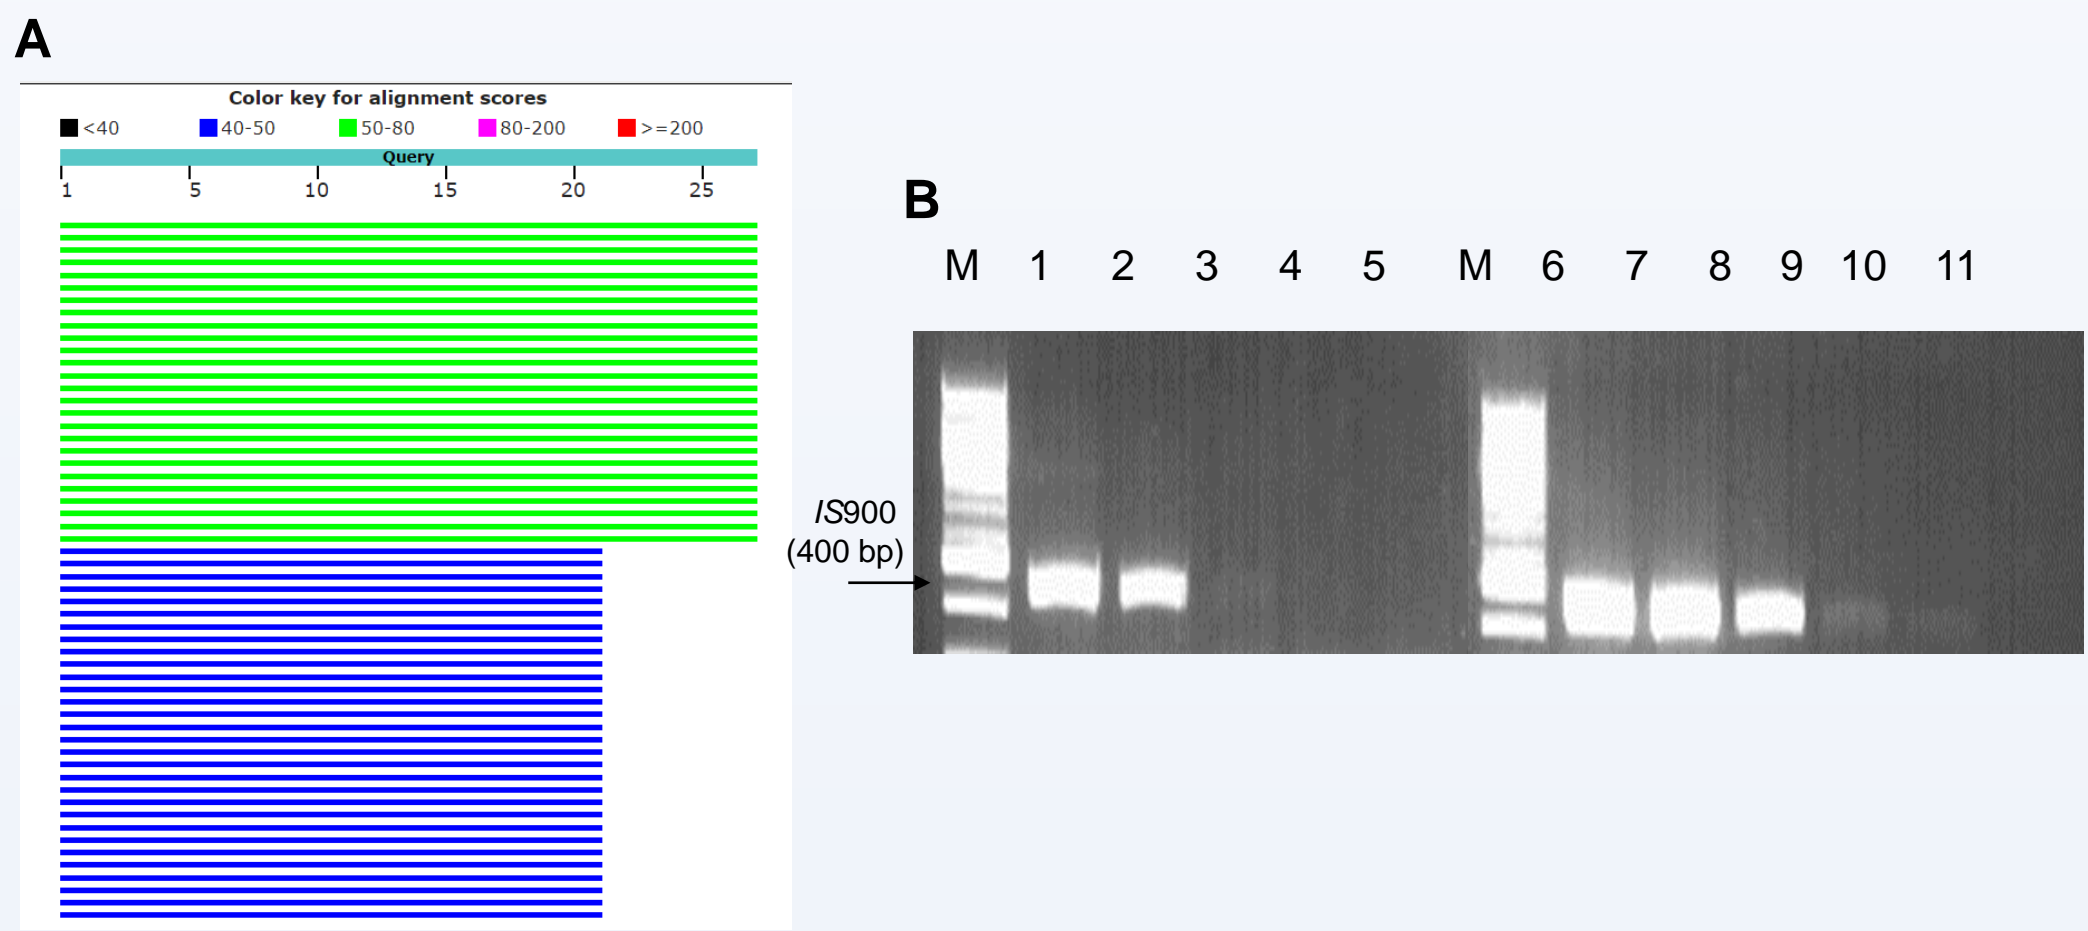 A
Color key for alignment scores
<40 40-50 50-80 80-200 >=200
Query
1 5 10 15 20 25
B
M 1 2 3 4 5 M 6 7 8 9 10 11
IS900
(400 bp)